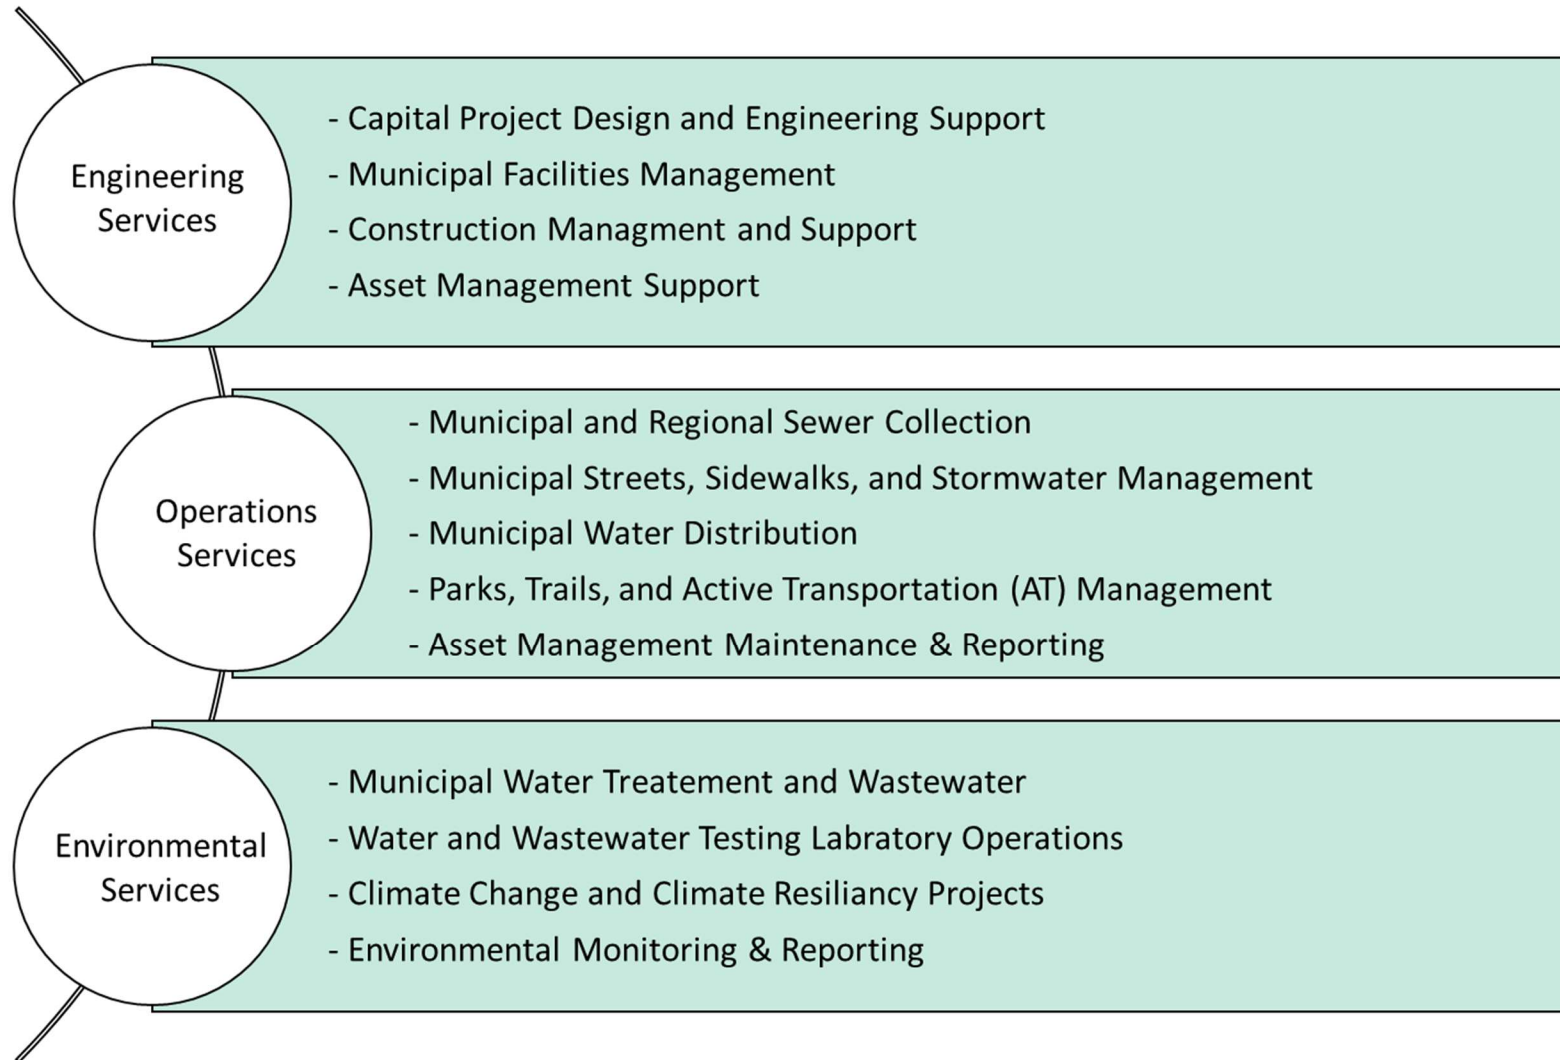 Engineering
Services
- Capital Project Design and Engineering Support
- Municipal Facilities Management
- Construction Managment and Support
- Asset Management Support
Operations
Services
- Municipal and Regional Sewer Collection
- Municipal Streets, Sidewalks, and Stormwater Management
- Municipal Water Distribution
- Parks, Trails, and Active Transportation (AT) Management
- Asset Management Maintenance & Reporting
Environmental
Services
- Municipal Water Treatement and Wastewater
- Water and Wastewater Testing Labratory Operations
- Climate Change and Climate Resiliancy Projects
- Environmental Monitoring & Reporting